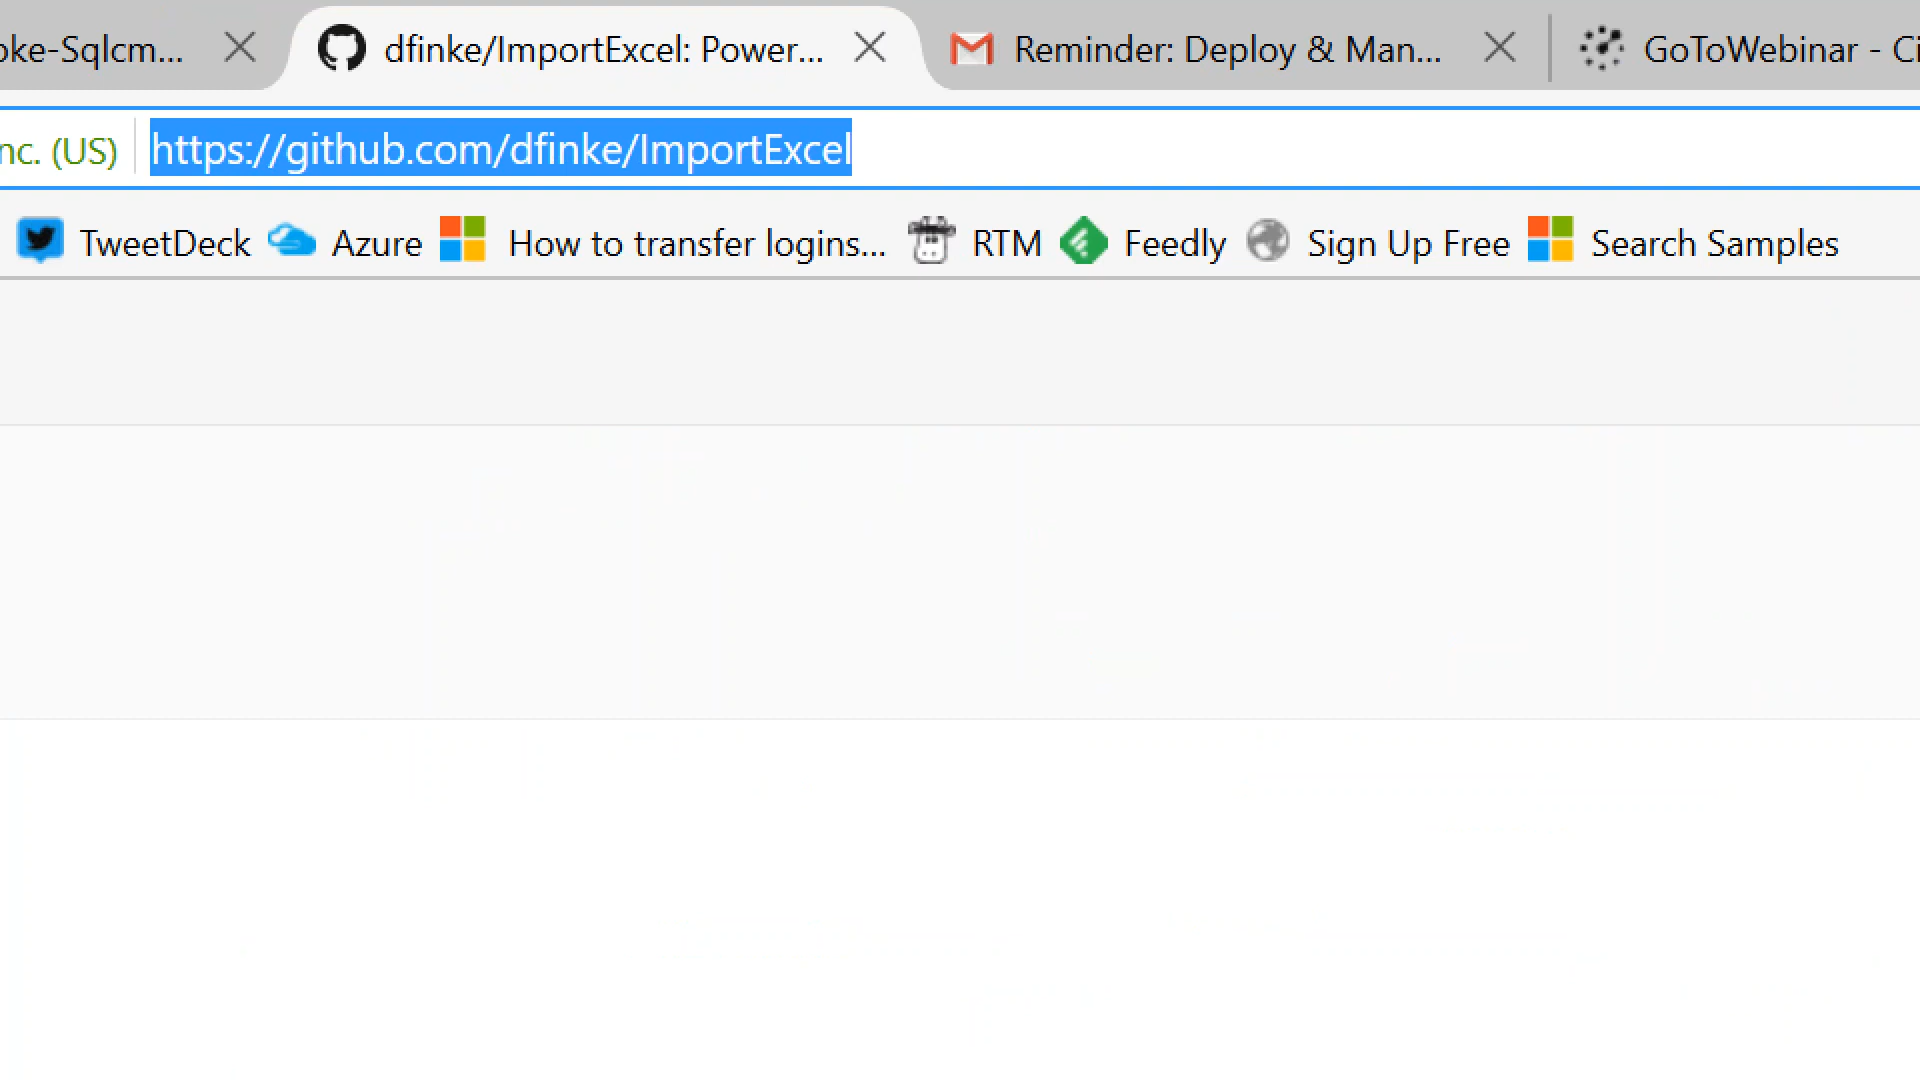 oke-Sqlcm... dfinke/ImportExcel: Power... Reminder: Deploy & Man... GoToWebinar - Ci
nc. (US) https://github.com/dfinke/ImportExcel
TweetDeck Azure How to transfer logins... RTM Feedly Sign Up Free Search Samples